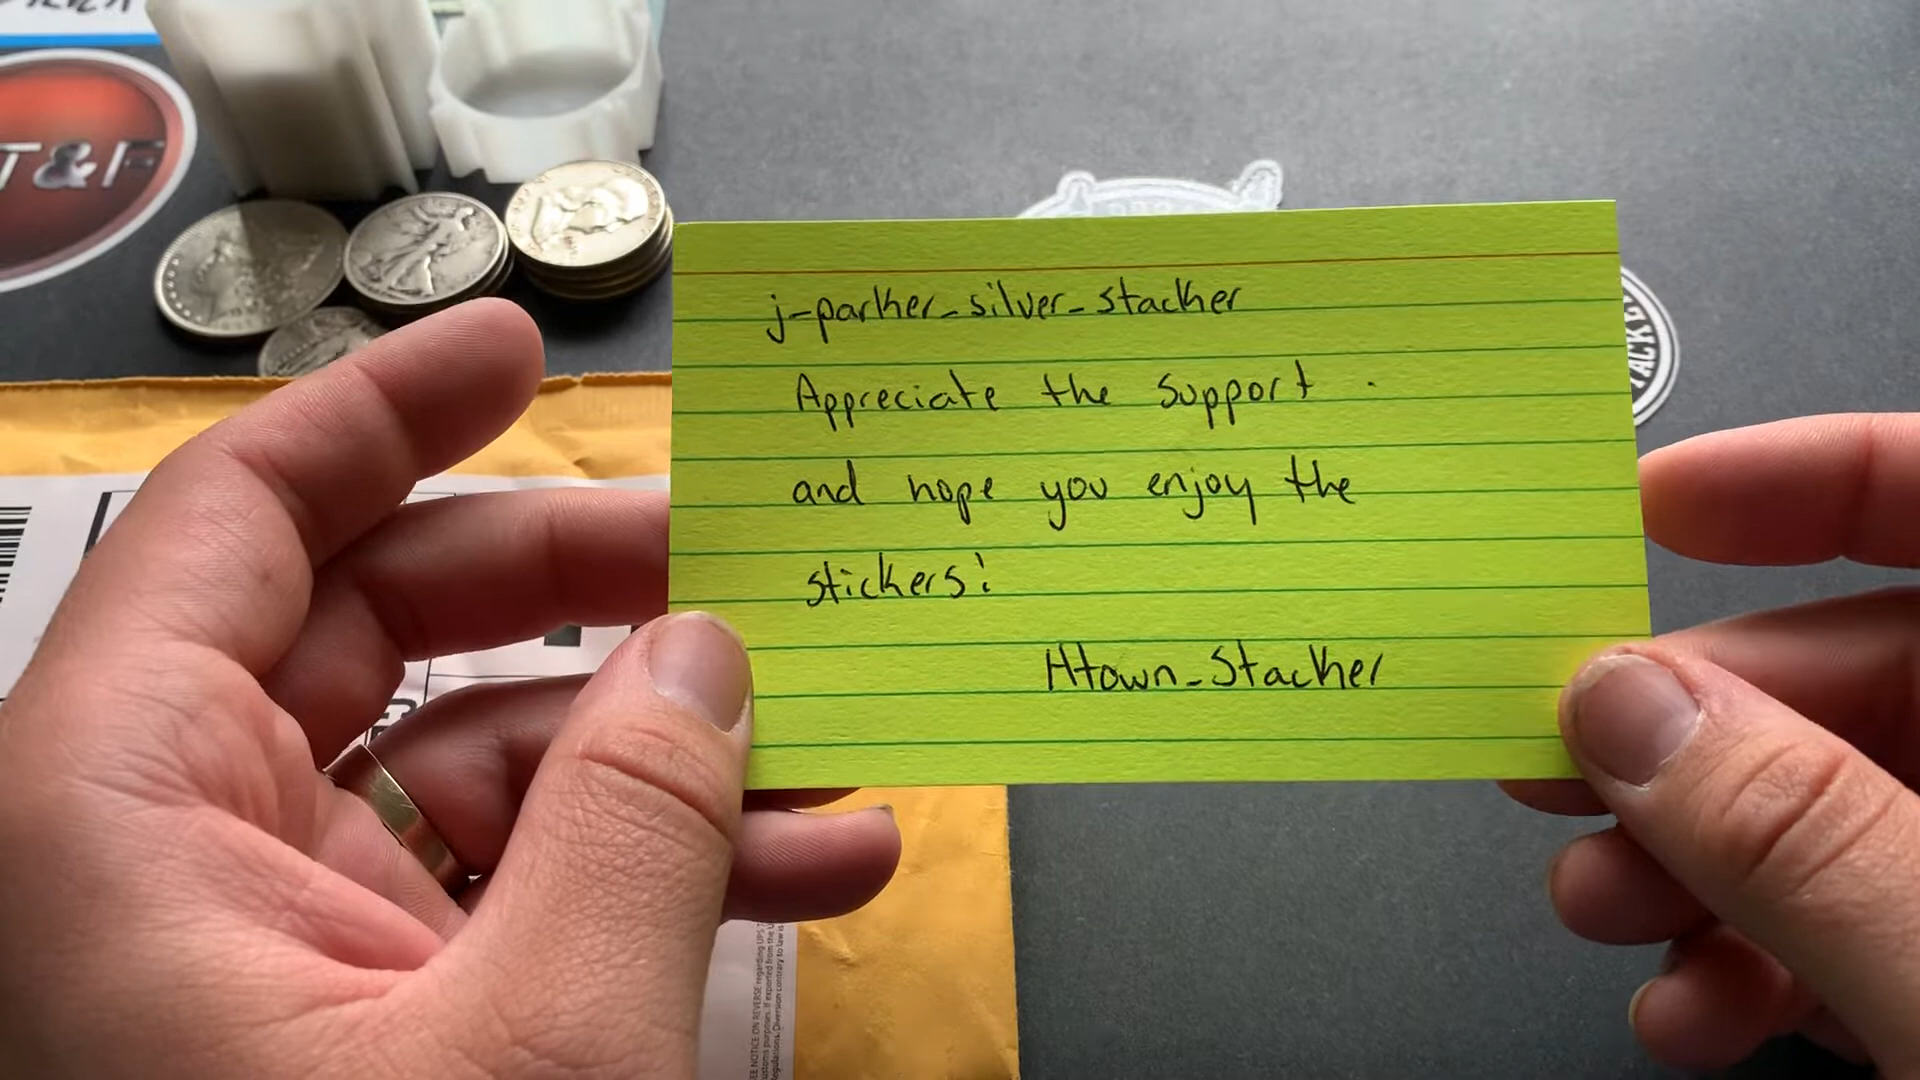 T&F
j-parker_silver_stacker
Appreciate the support.
and hope you enjoy the
stickers!
Htown_Stacker